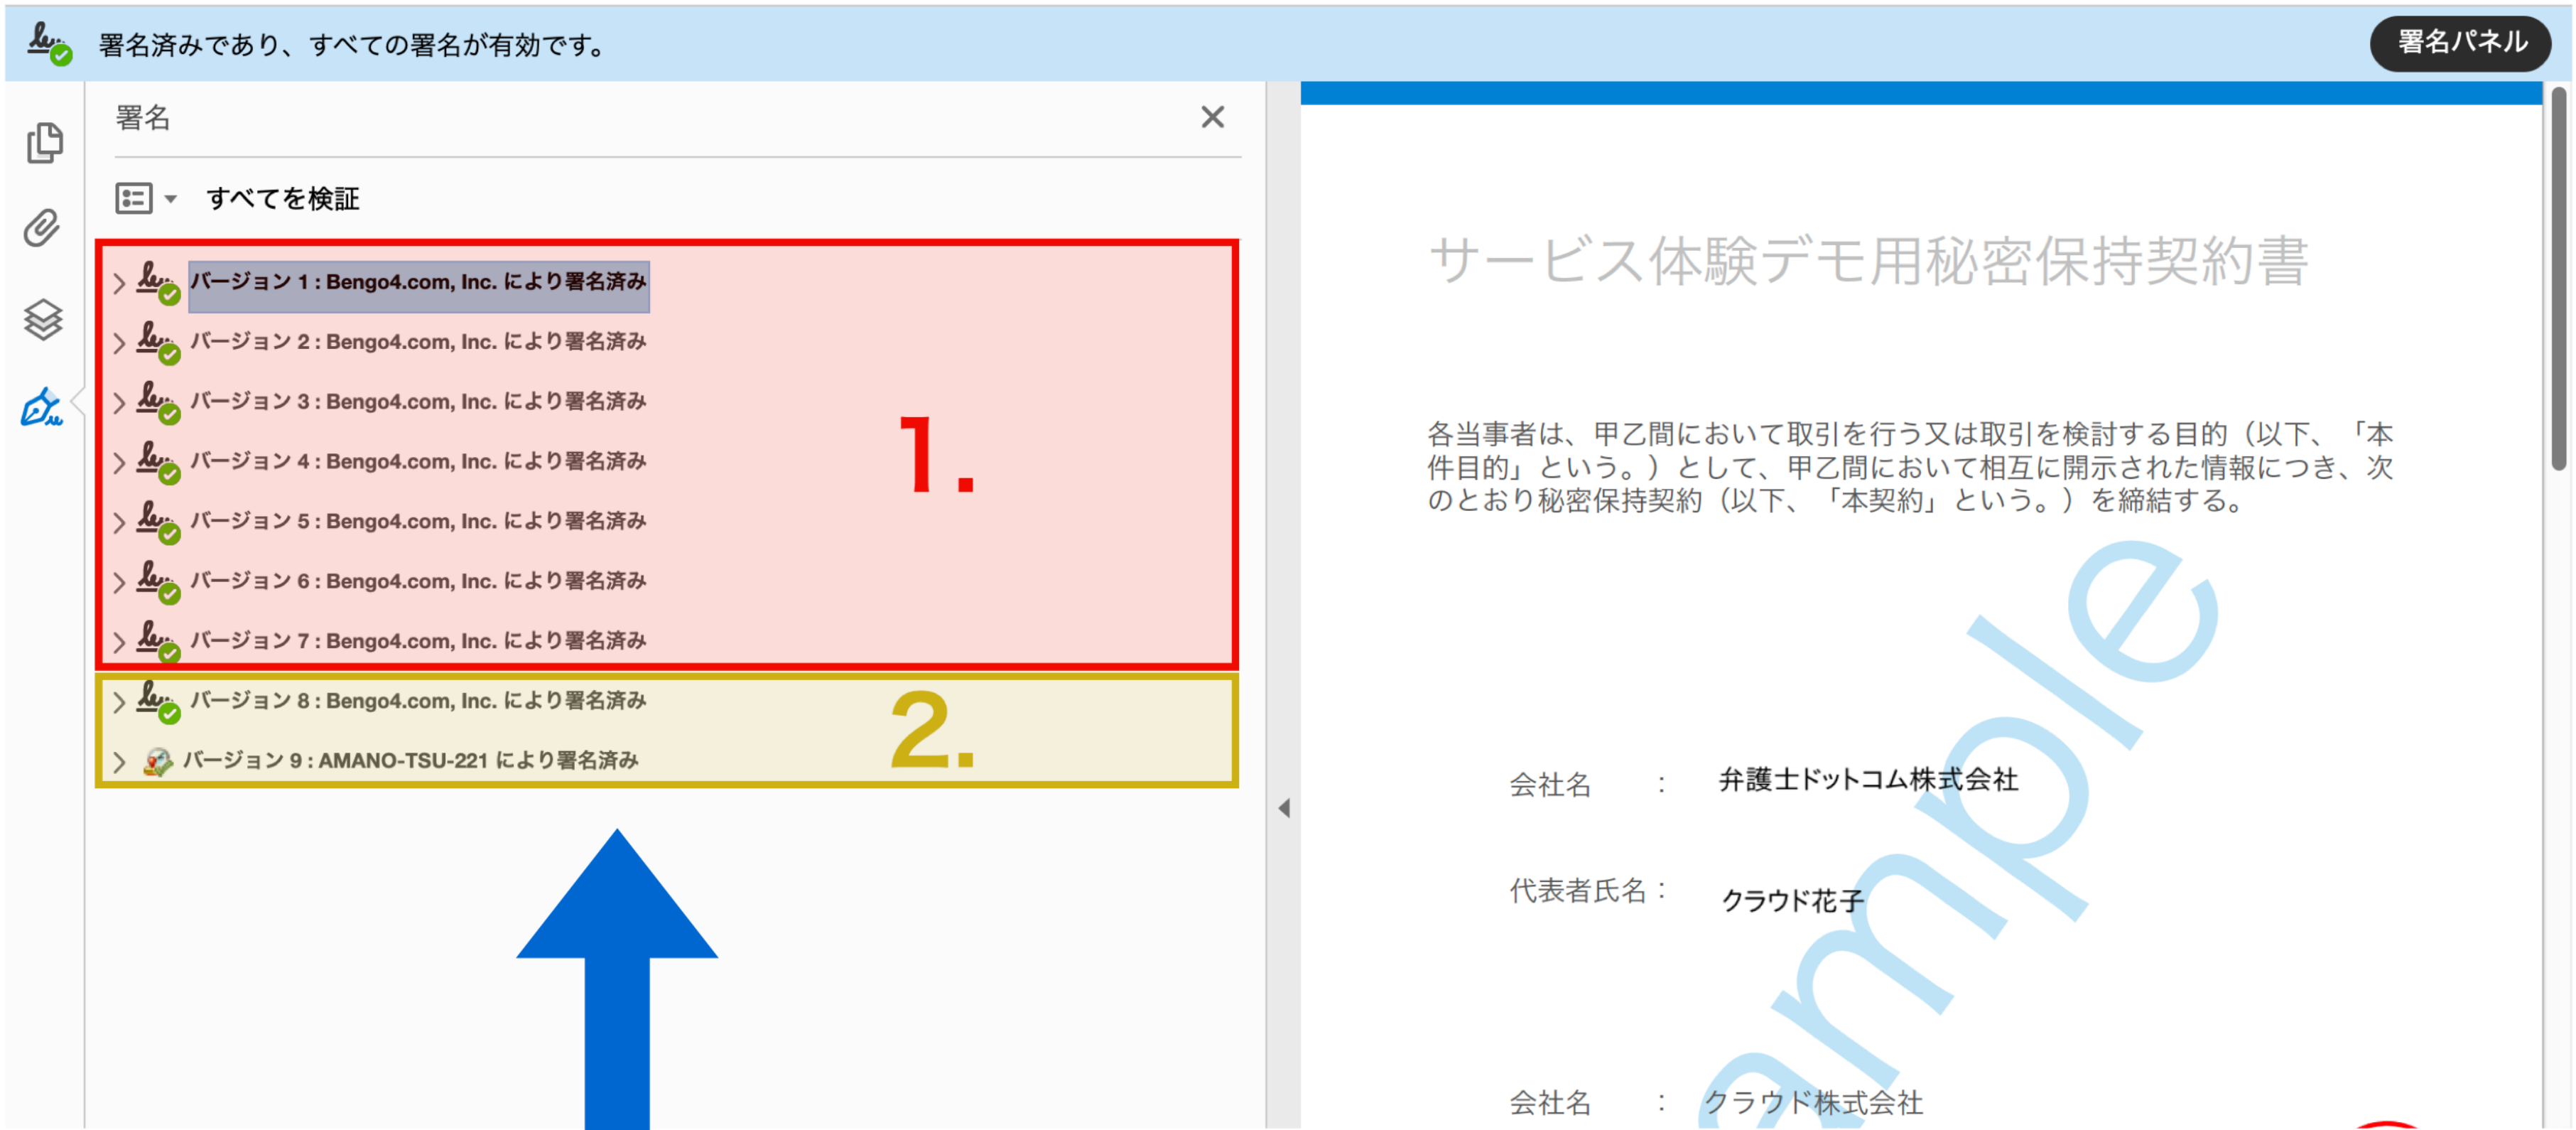 署名済みであり、すべての署名が有効です。
署名パネル
署名
すべてを検証
バージョン 1 : Bengo4.com, Inc. により署名済み
バージョン 2 : Bengo4.com, Inc. により署名済み
バージョン 3 : Bengo4.com, Inc. により署名済み
バージョン 4 : Bengo4.com, Inc. により署名済み
バージョン 5 : Bengo4.com, Inc. により署名済み
バージョン 6 : Bengo4.com, Inc. により署名済み
バージョン 7 : Bengo4.com, Inc. により署名済み
1.
バージョン 8 : Bengo4.com, Inc. により署名済み
バージョン 9 : AMANO-TSU-221 により署名済み
2.
サービス体験デモ用秘密保持契約書
各当事者は、甲乙間において取引を行う又は取引を検討する目的（以下、「本
件目的」という。）として、甲乙間において相互に開示された情報につき、次
のとおり秘密保持契約（以下、「本契約」という。）を締結する。
会社名 ： 弁護士ドットコム株式会社
代表者氏名： クラウド花子
会社名 ： クラウド株式会社
ample